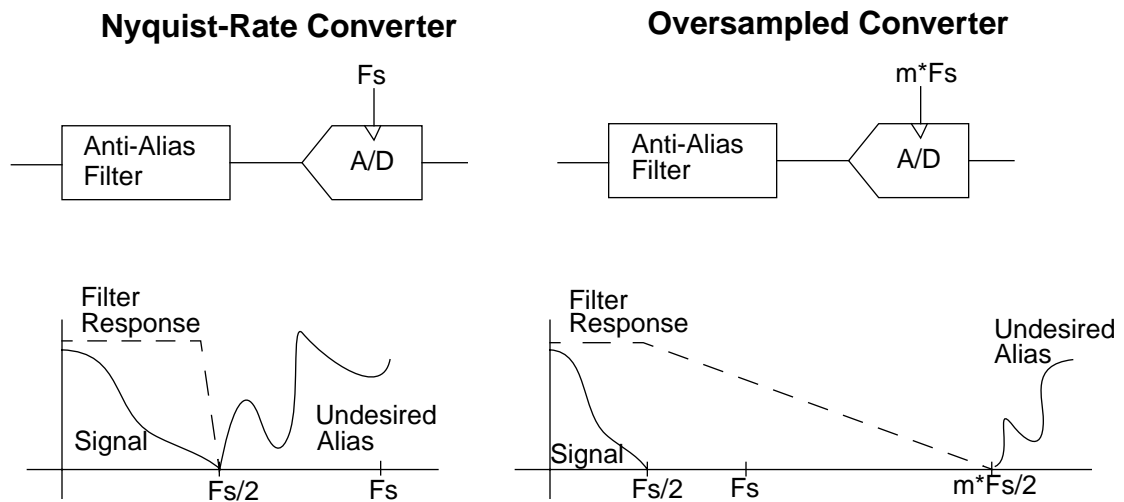 Nyquist-Rate Converter
Oversampled Converter
Fs
Anti-Alias
Filter
A/D
m*Fs
Anti-Alias
Filter
A/D
Filter
Response
Signal
Undesired
Alias
Fs/2
Fs
Filter
Response
Undesired
Alias
Signal
Fs/2
Fs
m*Fs/2